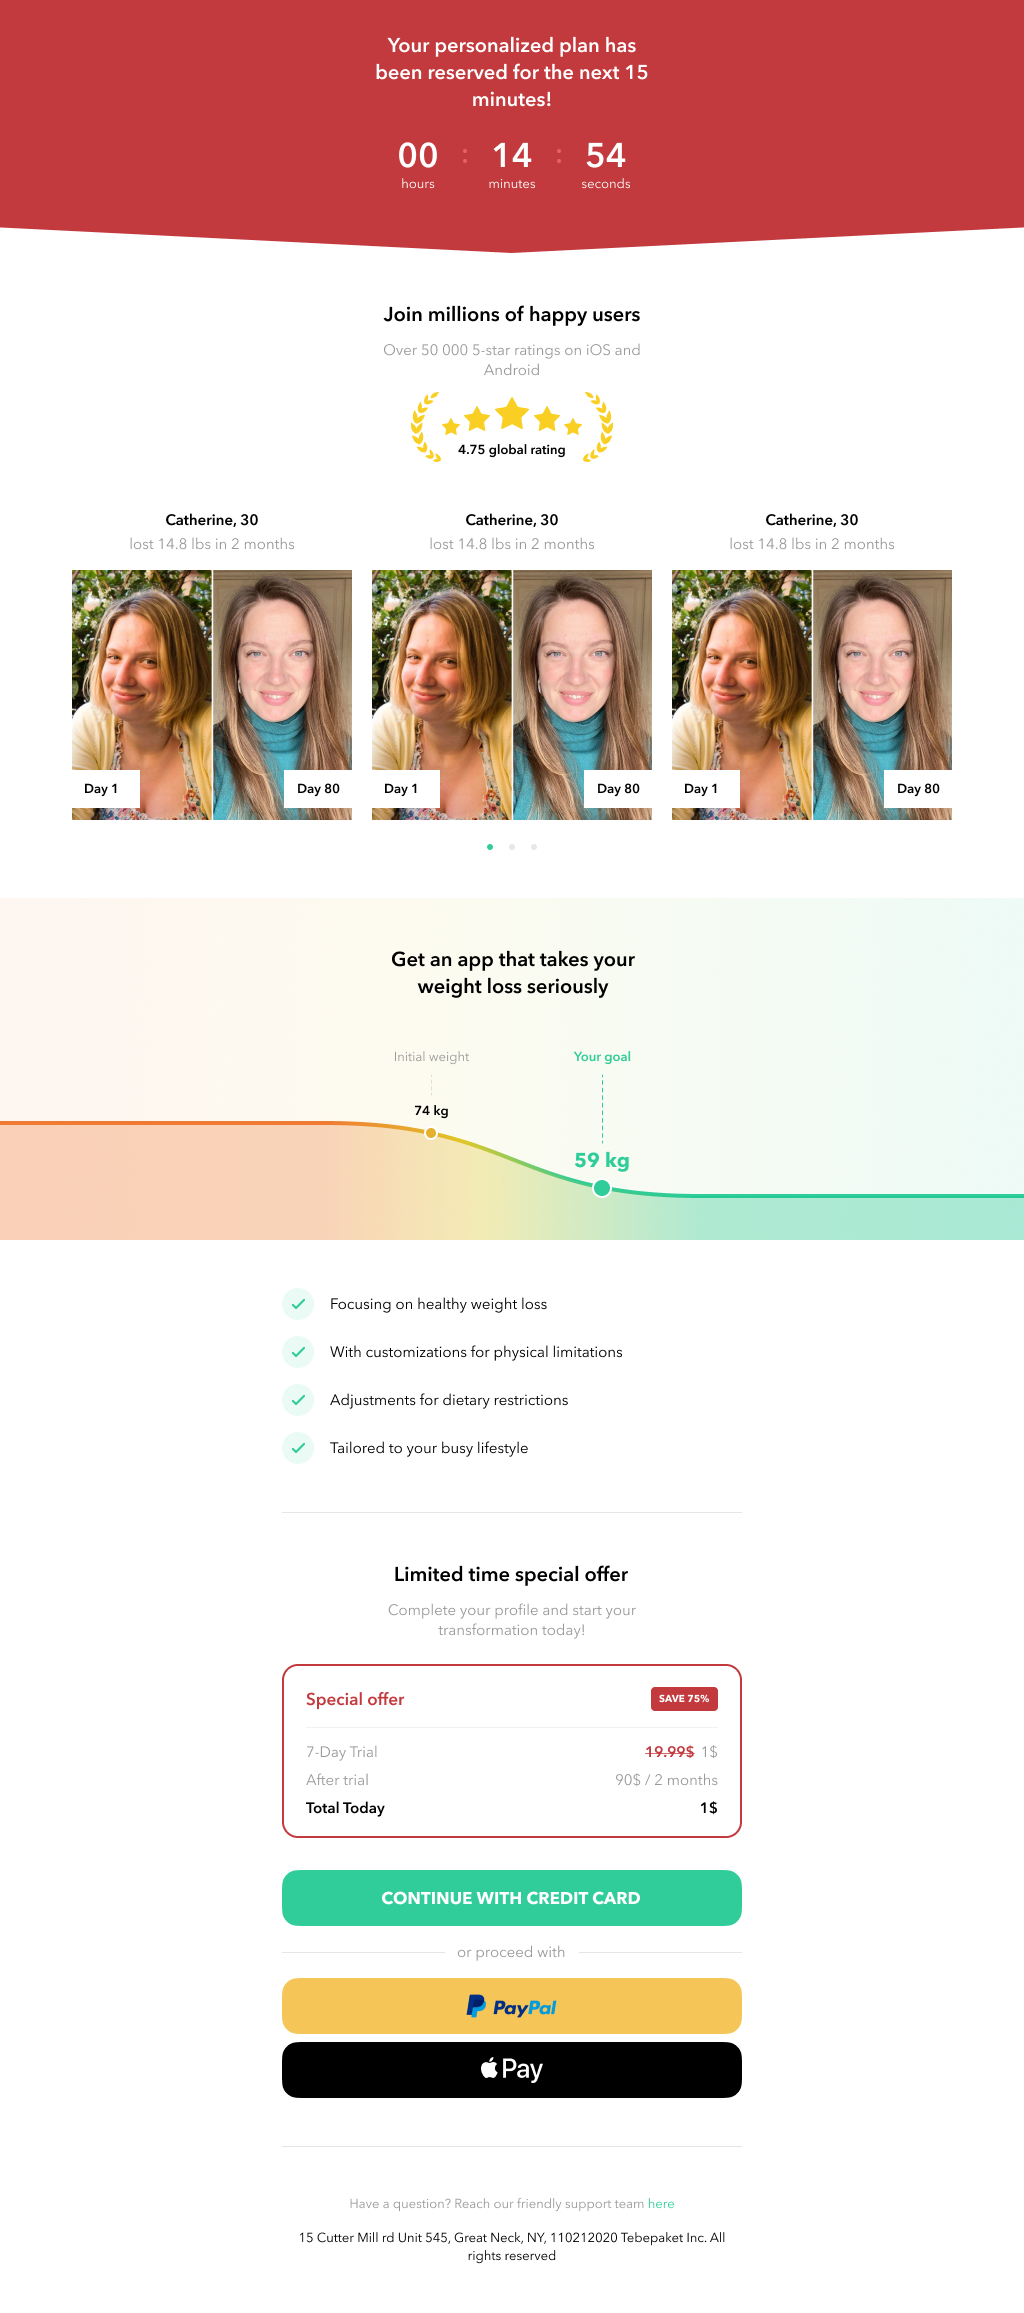 Your personalized plan has
been reserved for the next 15
minutes!
00 : 14 : 54
hours minutes seconds
Join millions of happy users
Over 50 000 5-star ratings on iOS and
Android
4.75 global rating
Catherine, 30 Catherine, 30 Catherine, 30
lost 14.8 lbs in 2 months lost 14.8 lbs in 2 months lost 14.8 lbs in 2 months
Day 1 Day 80 Day 1 Day 80 Day 1 Day 80
Get an app that takes your
weight loss seriously
Initial weight Your goal
74 kg
59 kg
Focusing on healthy weight loss
With customizations for physical limitations
Adjustments for dietary restrictions
Tailored to your busy lifestyle
Limited time special offer
Complete your profile and start your
transformation today!
Special offer SAVE 75%
7-Day Trial 19.99$ 1$
After trial 90$ / 2 months
Total Today 1$
CONTINUE WITH CREDIT CARD
or proceed with
PayPal
Pay
Have a question? Reach our friendly support team here
15 Cutter Mill rd Unit 545, Great Neck, NY, 110212020 Tebepaket Inc. All
rights reserved